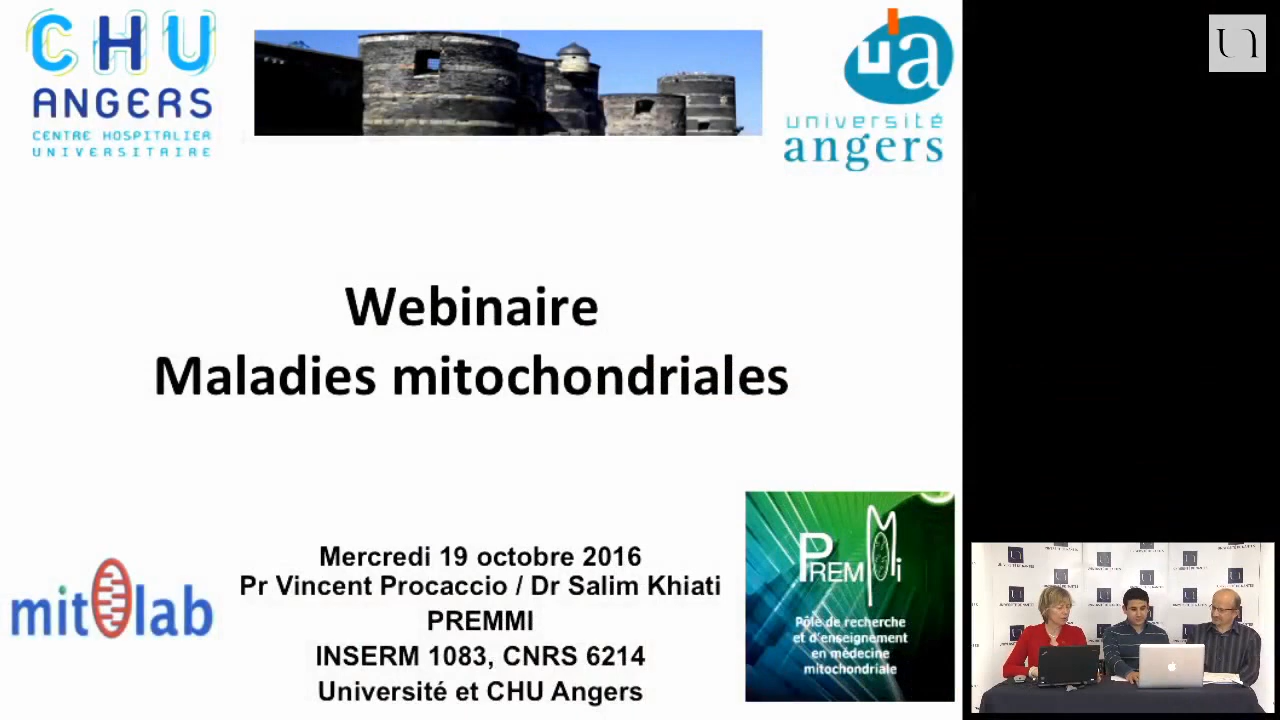 CHU
ANGERS
CENTRE HOSPITALIER
UNIVERSITAIRE
ua
université
angers
Webinaire
Maladies mitochondriales
Mercredi 19 octobre 2016
Pr Vincent Procaccio / Dr Salim Khiati
PREMMI
INSERM 1083, CNRS 6214
Université et CHU Angers
mitolab
PREMMi
Pôle de recherche
et d'enseignement
en médecine
mitochondriale